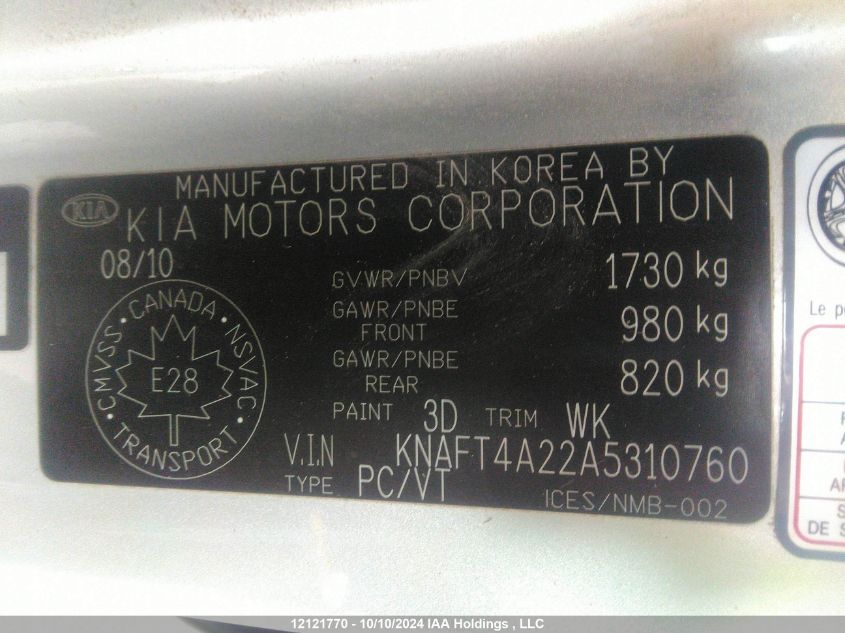 MANUFACTURED IN KOREA BY
KIA
KIA MOTORS CORPORATION
08/10
GVWR/PNBV 1730 kg
GAWR/PNBE FRONT 980 kg
GAWR/PNBE REAR 820 kg
CANADA
CMVSS NSVAC
E28
TRANSPORT
PAINT 3D TRIM WK
V.I.N KNAFT4A22A5310760
TYPE PC/VT
ICES/NMB-002
Le
DE
12121770 - 10/10/2024 IAA Holdings , LLC